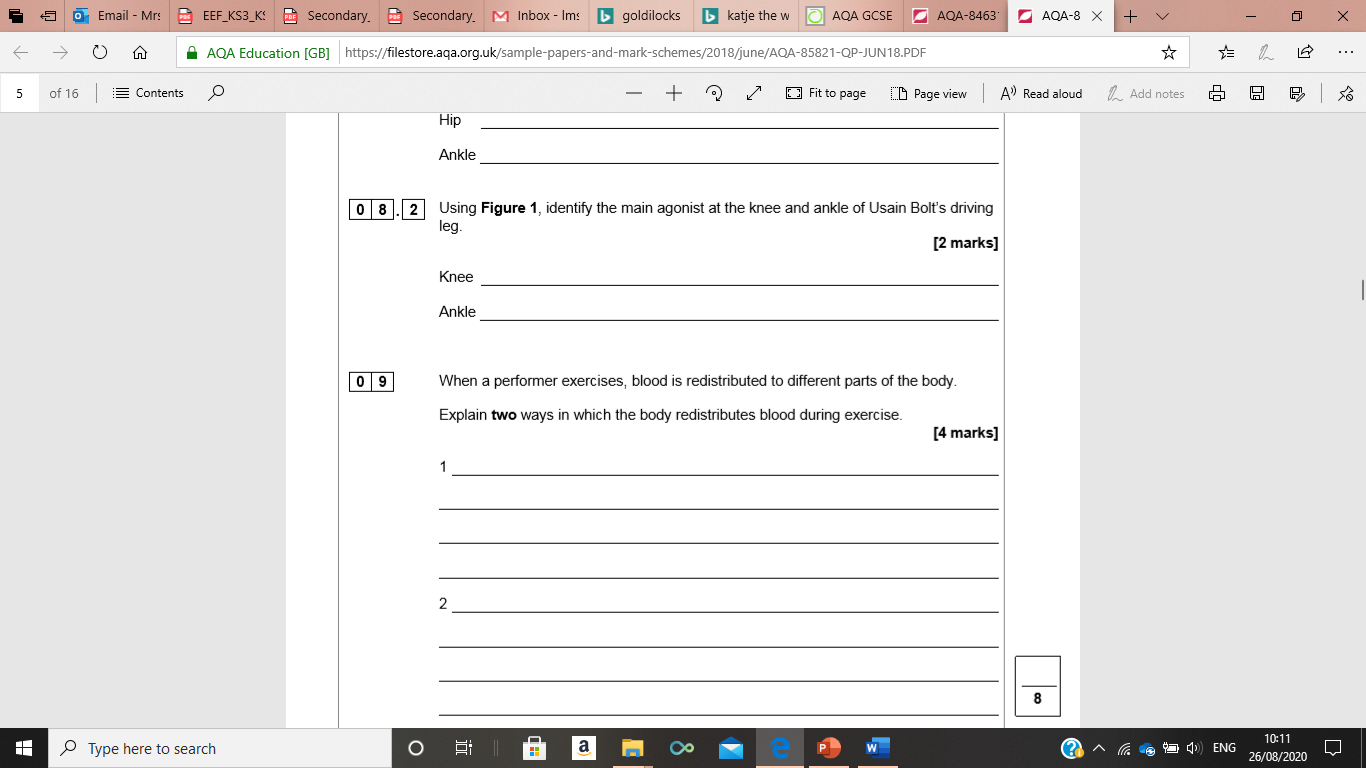 Email - Mrs
EEF_KS3_KS
Secondary_
Secondary_
Inbox - lms
goldilocks
katje the w
AQA GCSE
AQA-8463
AQA-8
AQA Education [GB]
https://filestore.aqa.org.uk/sample-papers-and-mark-schemes/2018/june/AQA-85821-QP-JUN18.PDF
5 of 16
Contents
Fit to page
Page view
Read aloud
Add notes
Hip
Ankle
0 8 . 2 Using Figure 1, identify the main agonist at the knee and ankle of Usain Bolt's driving
leg.
[2 marks]
Knee
Ankle
0 9 When a performer exercises, blood is redistributed to different parts of the body.
Explain two ways in which the body redistributes blood during exercise.
[4 marks]
1
2
8
Type here to search
ENG
10:11
26/08/2020